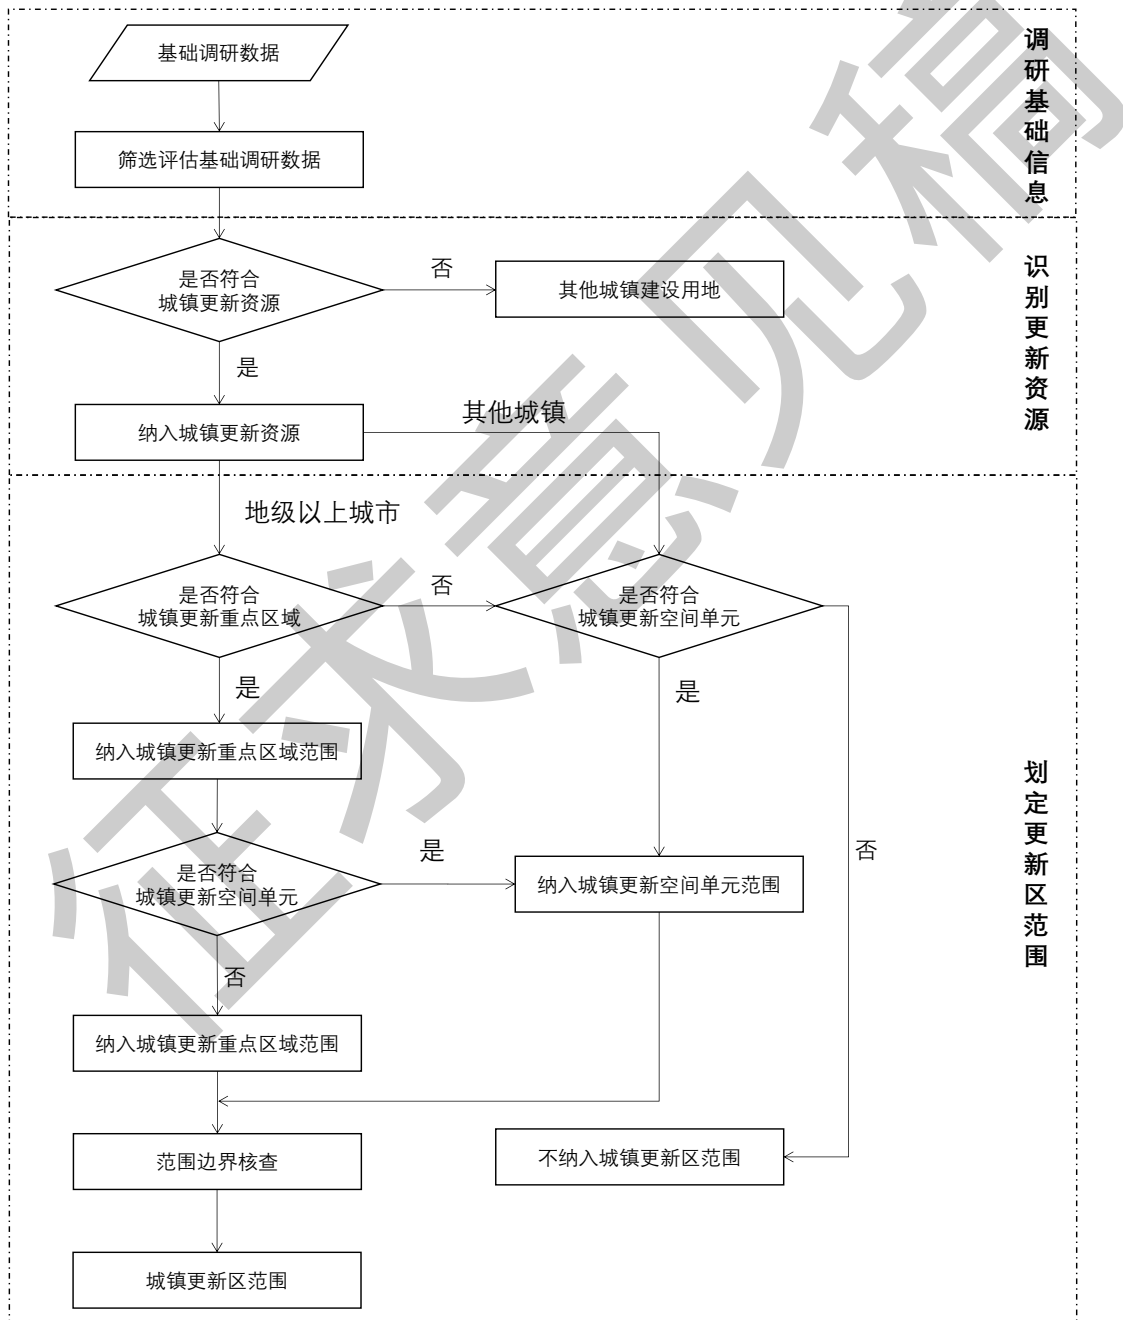 基础调研数据
筛选评估基础调研数据
调研基础信息
是否符合
城镇更新资源
否
其他城镇建设用地
是
纳入城镇更新资源
其他城镇
识别更新资源
地级以上城市
是否符合
城镇更新重点区域
否
是否符合
城镇更新空间单元
是
是
纳入城镇更新重点区域范围
是否符合
城镇更新空间单元
是
纳入城镇更新空间单元范围
否
否
纳入城镇更新重点区域范围
范围边界核查
不纳入城镇更新区范围
城镇更新区范围
划定更新区范围
征求意见稿